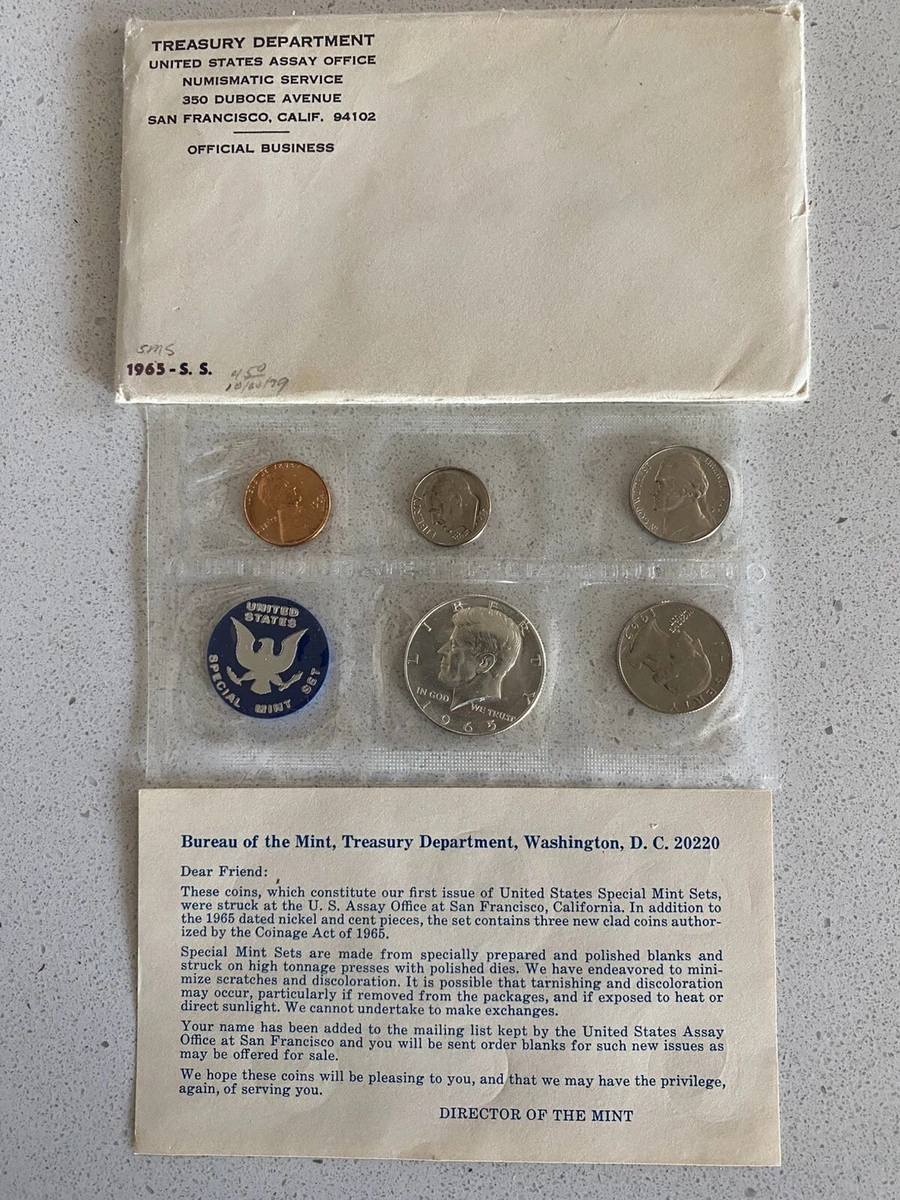 TREASURY DEPARTMENT
UNITED STATES ASSAY OFFICE
NUMISMATIC SERVICE
350 DUBOCE AVENUE
SAN FRANCISCO, CALIF. 94102
OFFICIAL BUSINESS
SMS
1965-S. S.
4 50
LIBERTY
UNITED
STATES
SPECIAL MINT SET
LIBERTY
IN GOD
WE TRUST
1965
1965
LIBERTY
Bureau of the Mint, Treasury Department, Washington, D. C. 20220
Dear Friend:
These coins, which constitute our first issue of United States Special Mint Sets,
were struck at the U. S. Assay Office at San Francisco, California. In addition to
the 1965 dated nickel and cent pieces, the set contains three new clad coins author-
ized by the Coinage Act of 1965.
Special Mint Sets are made from specially prepared and polished blanks and
struck on high tonnage presses with polished dies. We have endeavored to mini-
mize scratches and discoloration. It is possible that tarnishing and discoloration
may occur, particularly if removed from the packages, and if exposed to heat or
direct sunlight. We cannot undertake to make exchanges.
Your name has been added to the mailing list kept by the United States Assay
Office at San Francisco and you will be sent order blanks for such new issues as
may be offered for sale.
We hope these coins will be pleasing to you, and that we may have the privilege,
again, of serving you.
DIRECTOR OF THE MINT